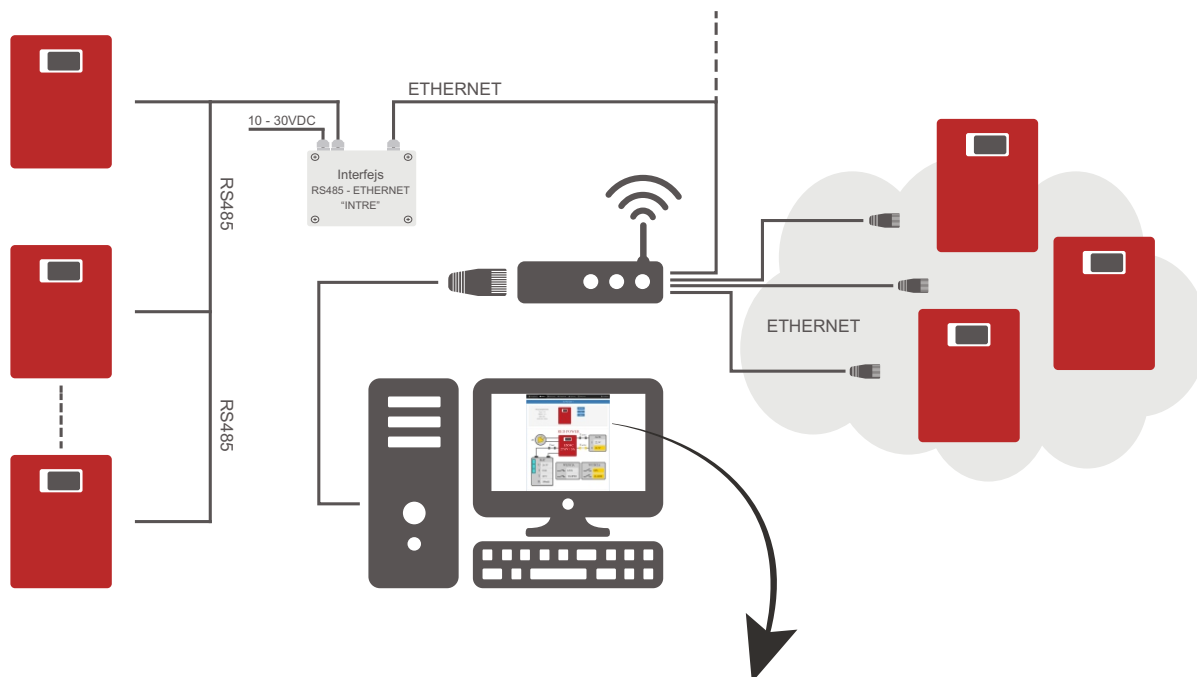 ETHERNET
10 - 30VDC
Interfejs
RS485 - ETHERNET
“INTRE”
RS485
ETHERNET
RS485